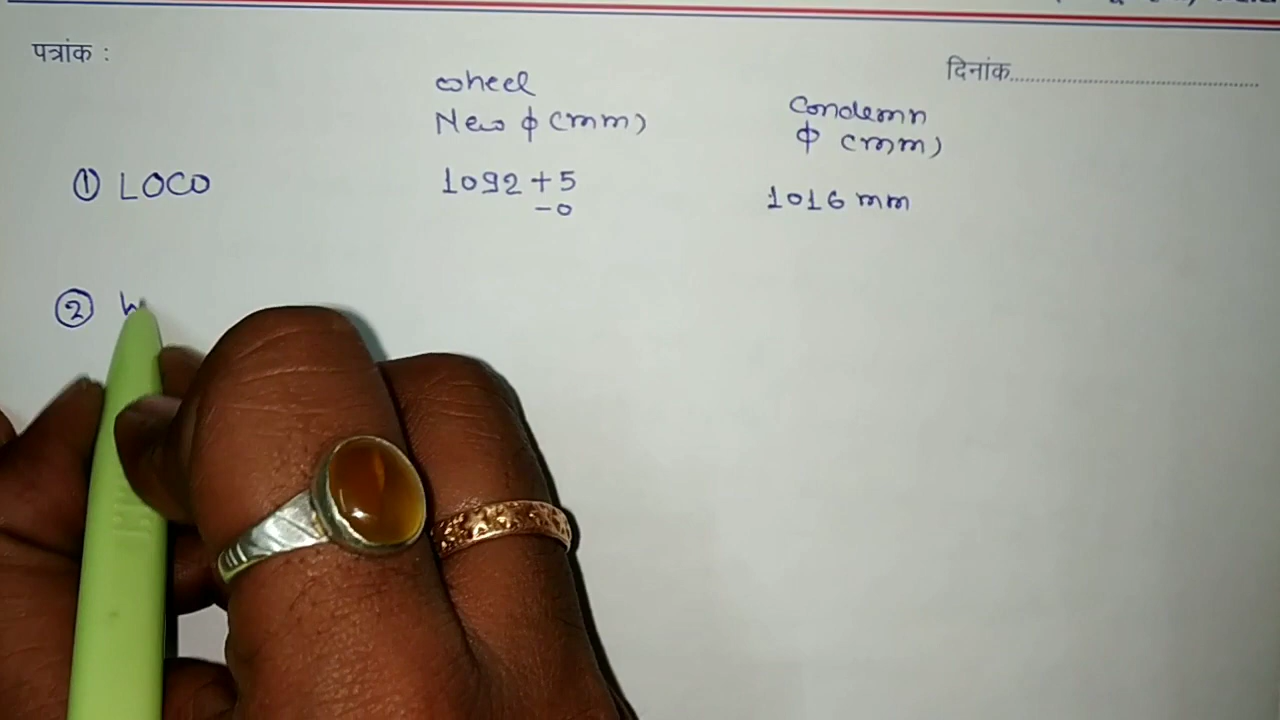 पत्रांक :
दिनांक
wheel
New ϕ (mm)
Condemn
ϕ (mm)
① LOCO
1092 + 5
- 0
1016 mm
②